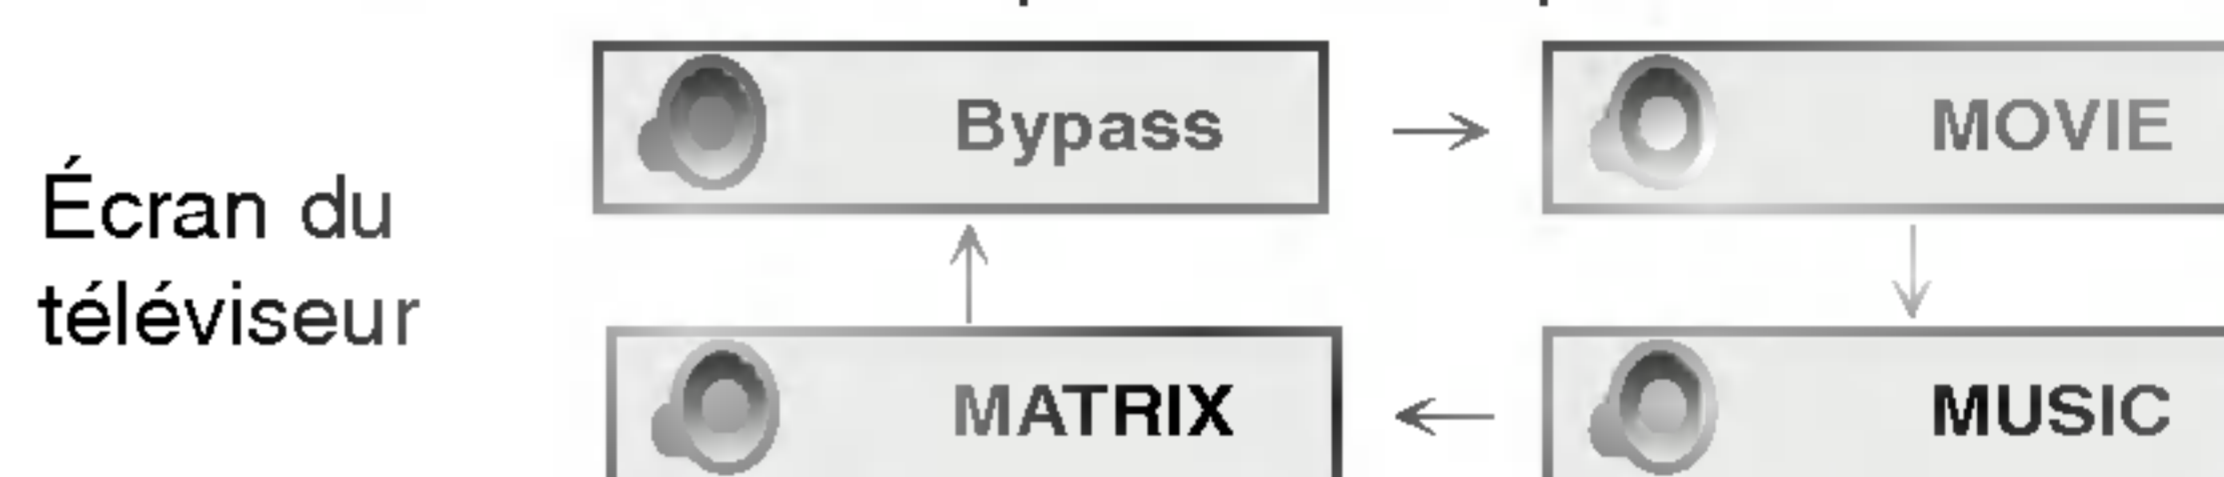 Bypass
MOVIE
Écran du
téléviseur
MATRIX
MUSIC